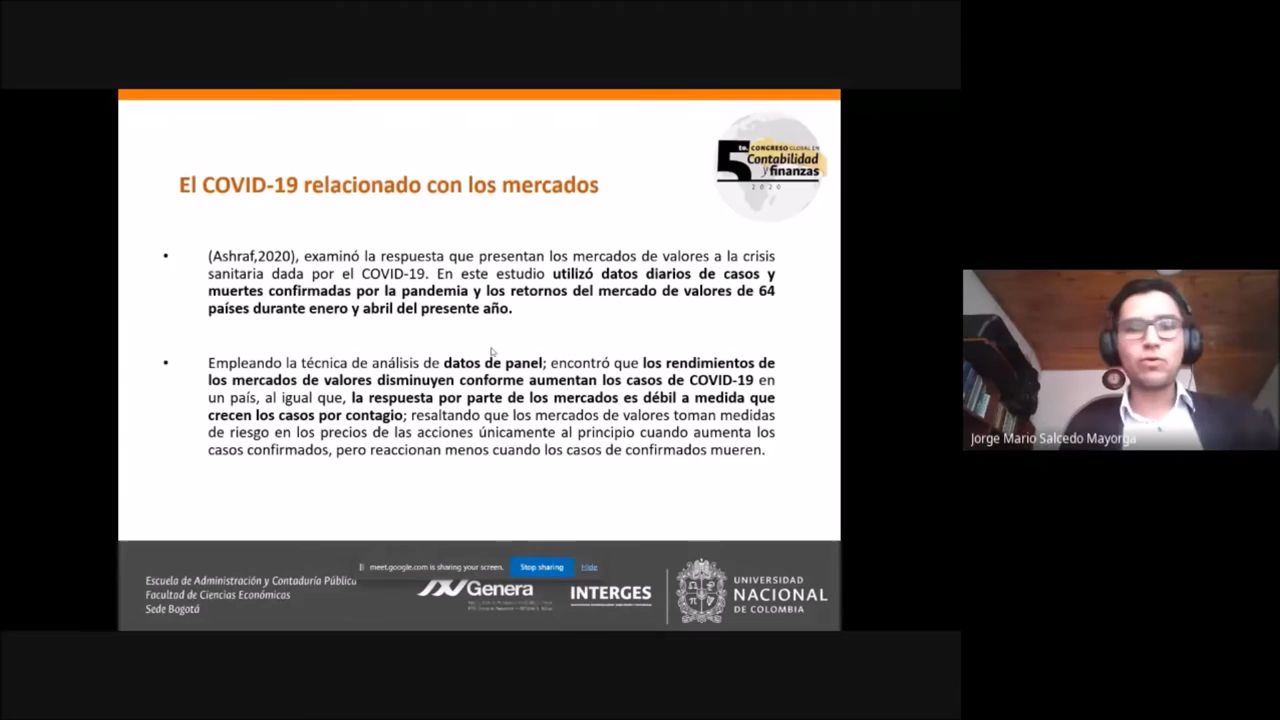 5to. CONGRESO GLOBAL EN
Contabilidad
y finanzas
2020
El COVID-19 relacionado con los mercados
• (Ashraf,2020), examinó la respuesta que presentan los mercados de valores a la crisis
sanitaria dada por el COVID-19. En este estudio utilizó datos diarios de casos y
muertes confirmadas por la pandemia y los retornos del mercado de valores de 64
países durante enero y abril del presente año.
• Empleando la técnica de análisis de datos de panel; encontró que los rendimientos de
los mercados de valores disminuyen conforme aumentan los casos de COVID-19 en
un país, al igual que, la respuesta por parte de los mercados es débil a medida que
crecen los casos por contagio; resaltando que los mercados de valores toman medidas
de riesgo en los precios de las acciones únicamente al principio cuando aumenta los
casos confirmados, pero reaccionan menos cuando los casos de confirmados mueren.
Jorge Mario Salcedo Mayorga
meet.google.com is sharing your screen. Stop sharing Hide
Escuela de Administración y Contaduría Pública
Facultad de Ciencias Económicas
Sede Bogotá
Genera
INTERGES
UNIVERSIDAD
NACIONAL
DE COLOMBIA